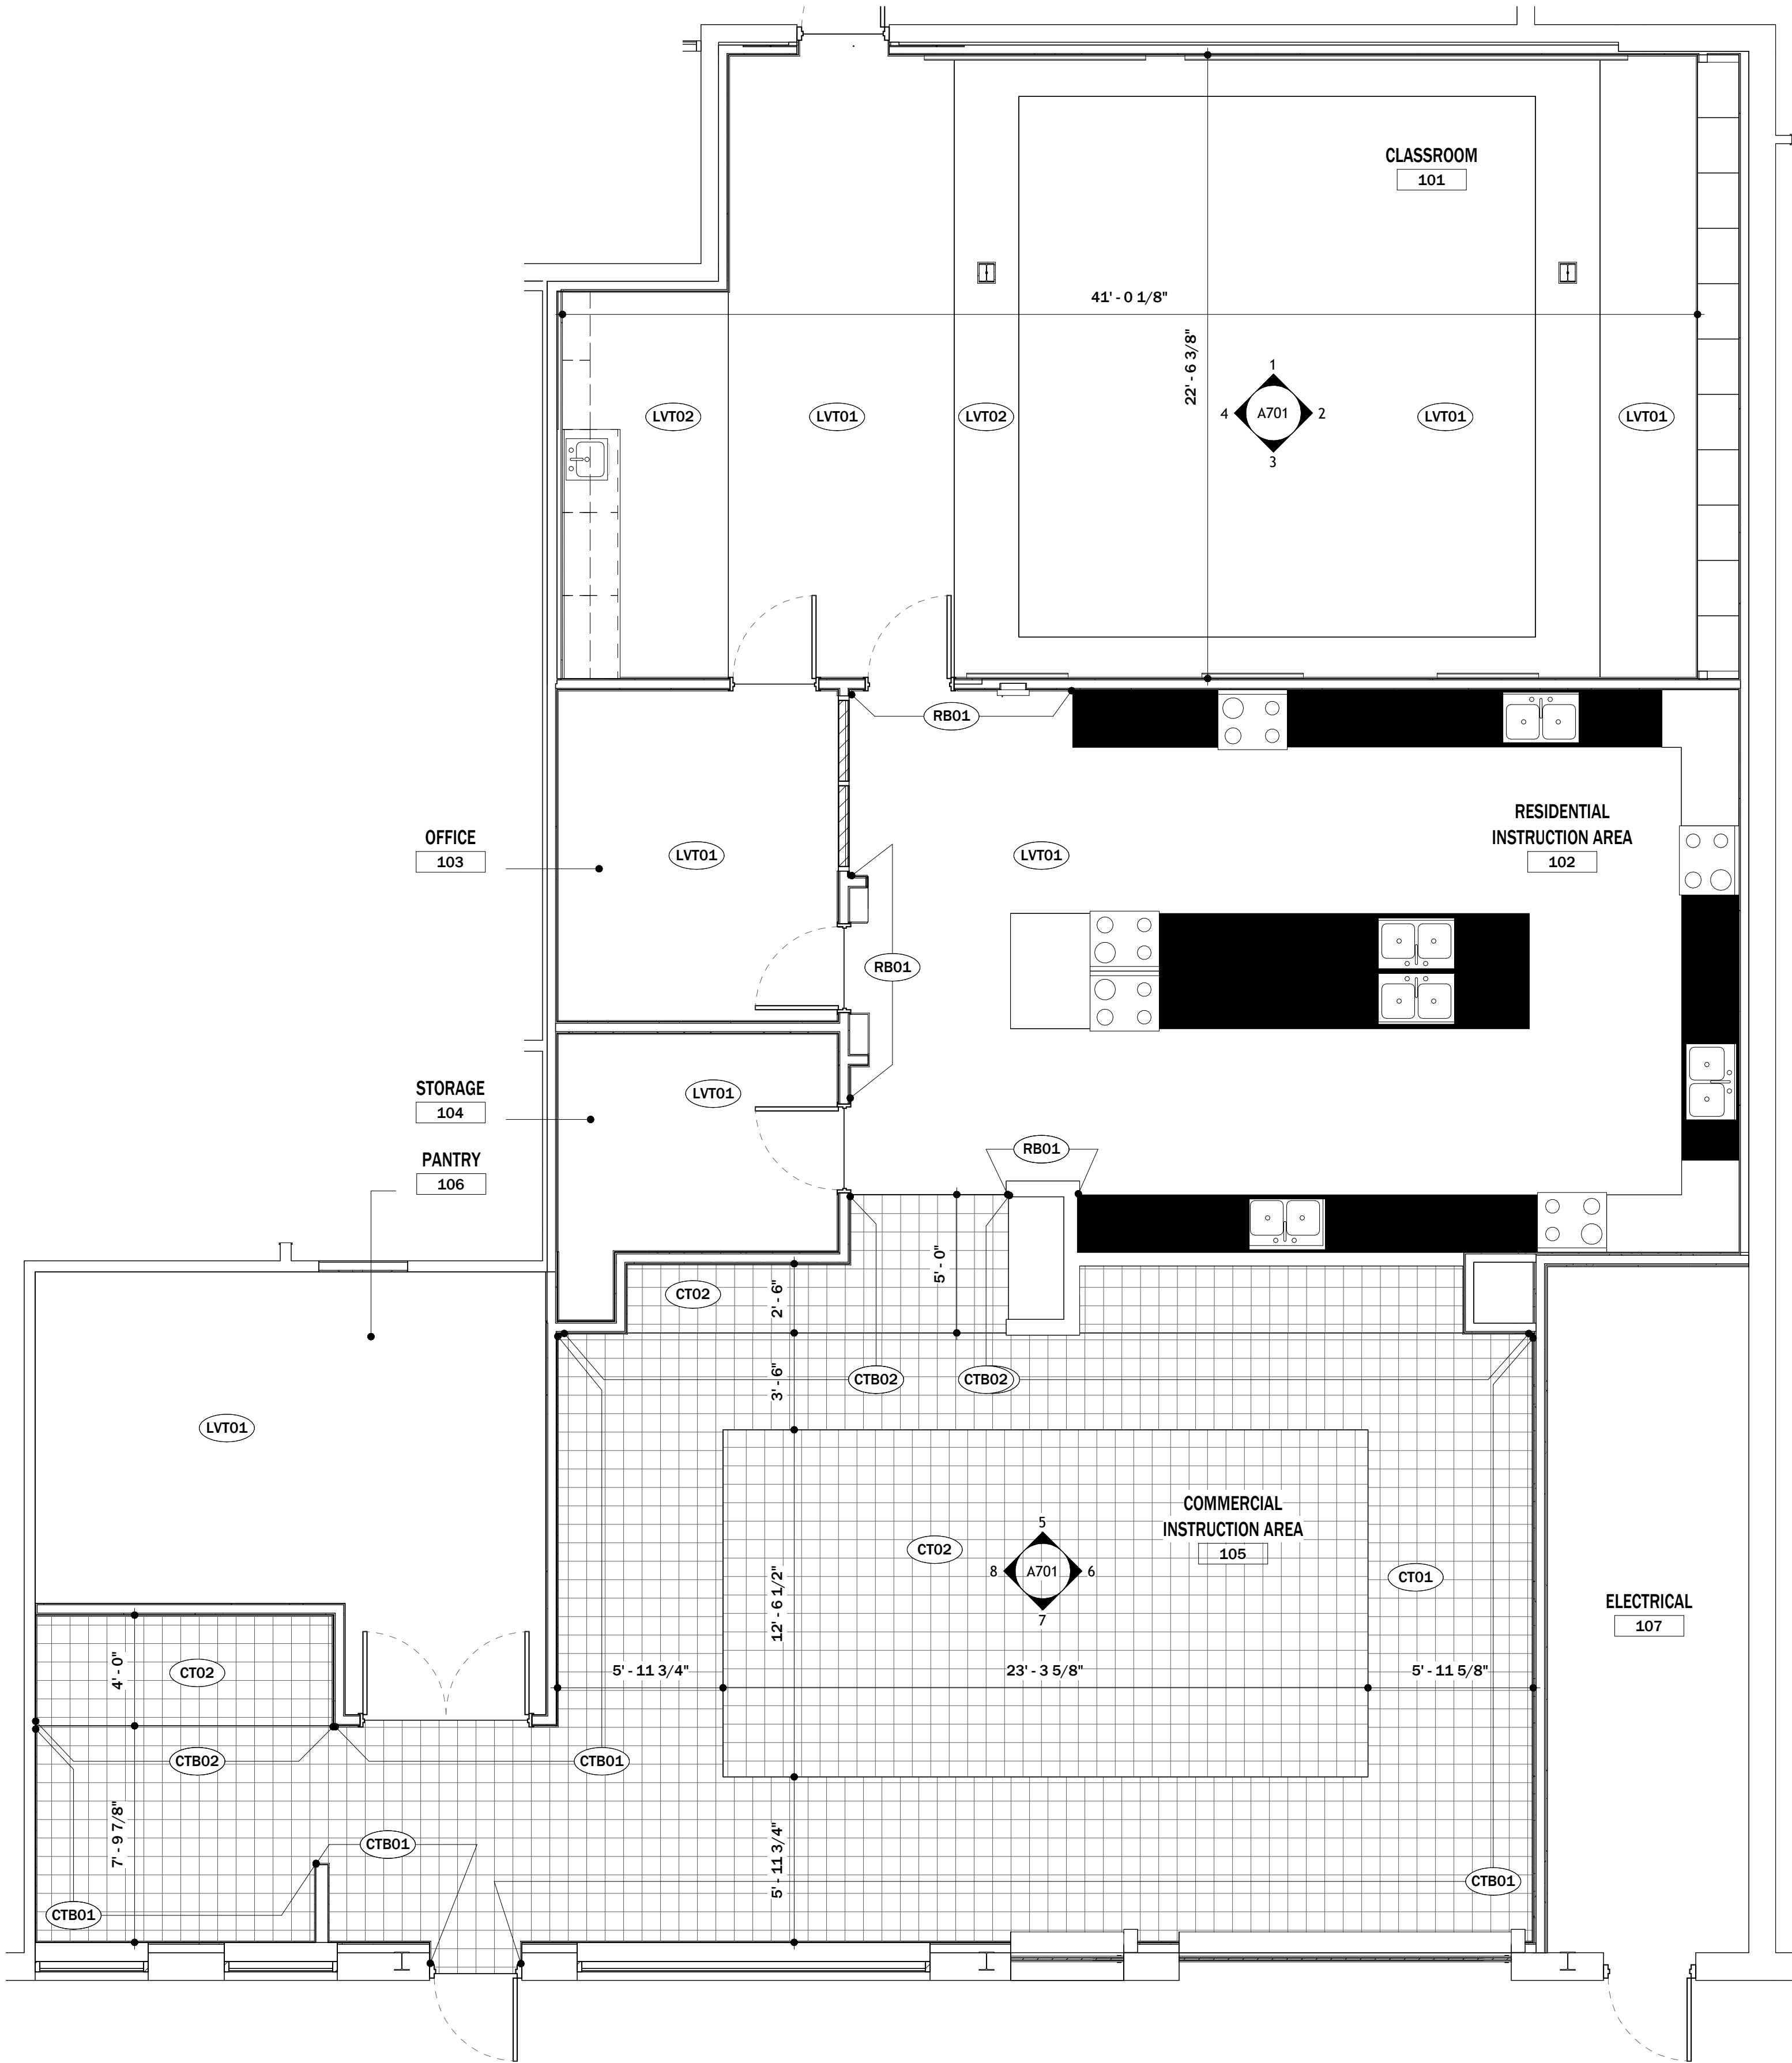 CLASSROOM
101
41' - 0 1/8"
22' - 6 3/8"
1
4
A701
2
3
LVT02
LVT01
LVT02
LVT01
LVT01
RB01
RESIDENTIAL
INSTRUCTION AREA
102
OFFICE
103
LVT01
LVT01
RB01
STORAGE
104
LVT01
PANTRY
106
RB01
5' - 0"
CT02
2' - 6"
CTB02
CTB02
3' - 6"
LVT01
COMMERCIAL
INSTRUCTION AREA
105
5
8
A701
6
7
CT02
CT01
12' - 6 1/2"
ELECTRICAL
107
4' - 0"
CT02
5' - 11 3/4"
23' - 3 5/8"
5' - 11 5/8"
CTB02
CTB01
7' - 9 7/8"
CTB01
5' - 11 3/4"
CTB01
CTB01